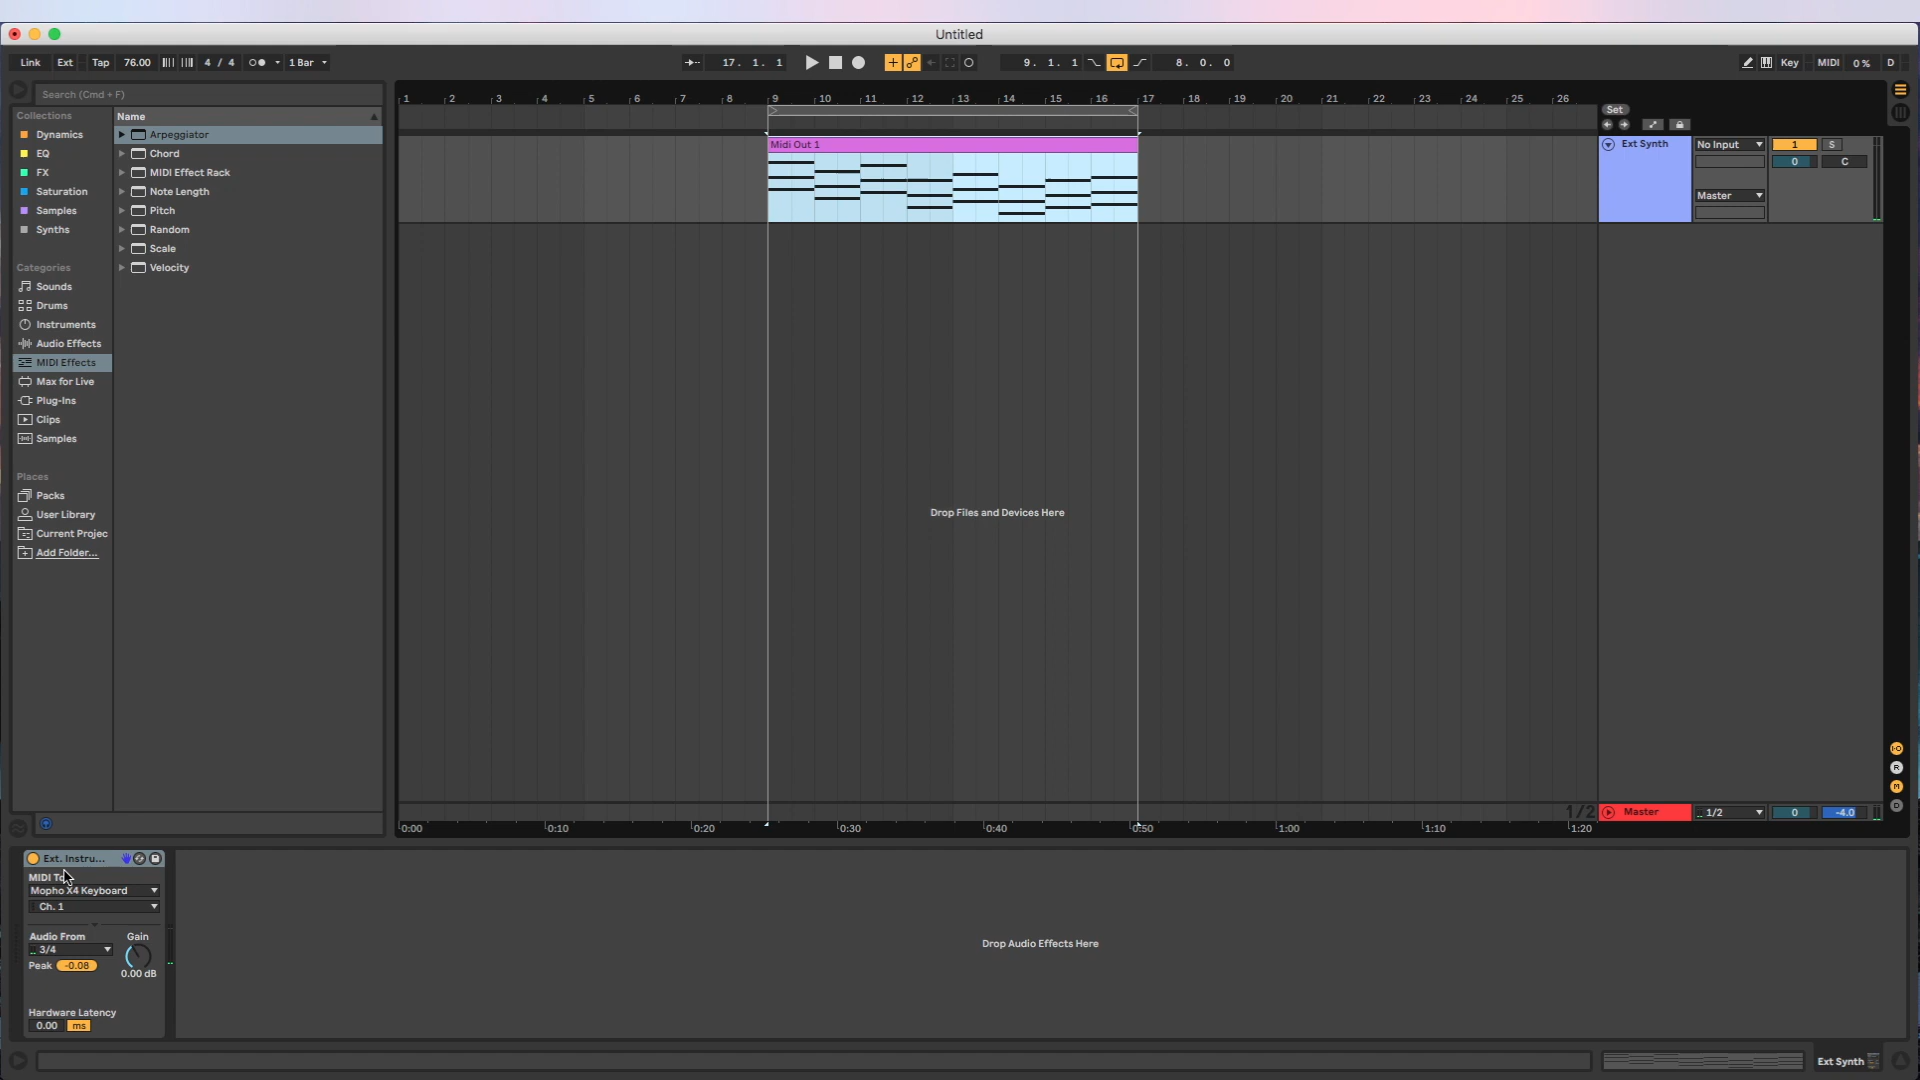 Untitled
Link Ext Tap 76.00 4 / 4 1 Bar 17. 1. 1 9. 1. 1 8. 0. 0 Key MIDI 0 % D
Search (Cmd + F)
Collections
Dynamics
EQ
FX
Saturation
Samples
Synths
Categories
Sounds
Drums
Instruments
Audio Effects
MIDI Effects
Max for Live
Plug-Ins
Clips
Samples
Places
Packs
User Library
Current Projec
Add Folder...
Name
Arpeggiator
Chord
MIDI Effect Rack
Note Length
Pitch
Random
Scale
Velocity
1 2 3 4 5 6 7 8 9 10 11 12 13 14 15 16 17 18 19 20 21 22 23 24 25 26
Set
Midi Out 1
Ext Synth No Input 1 S
0 C
Master
Drop Files and Devices Here
I·O
R
M
D
1/2 Master 1/2 0 -4.0
0:00 0:10 0:20 0:30 0:40 0:50 1:00 1:10 1:20
Ext. Instru...
MIDI To
Mopho X4 Keyboard
Ch. 1
Audio From Gain
3/4
Peak -0.08
0.00 dB
Hardware Latency
0.00 ms
Drop Audio Effects Here
Ext Synth